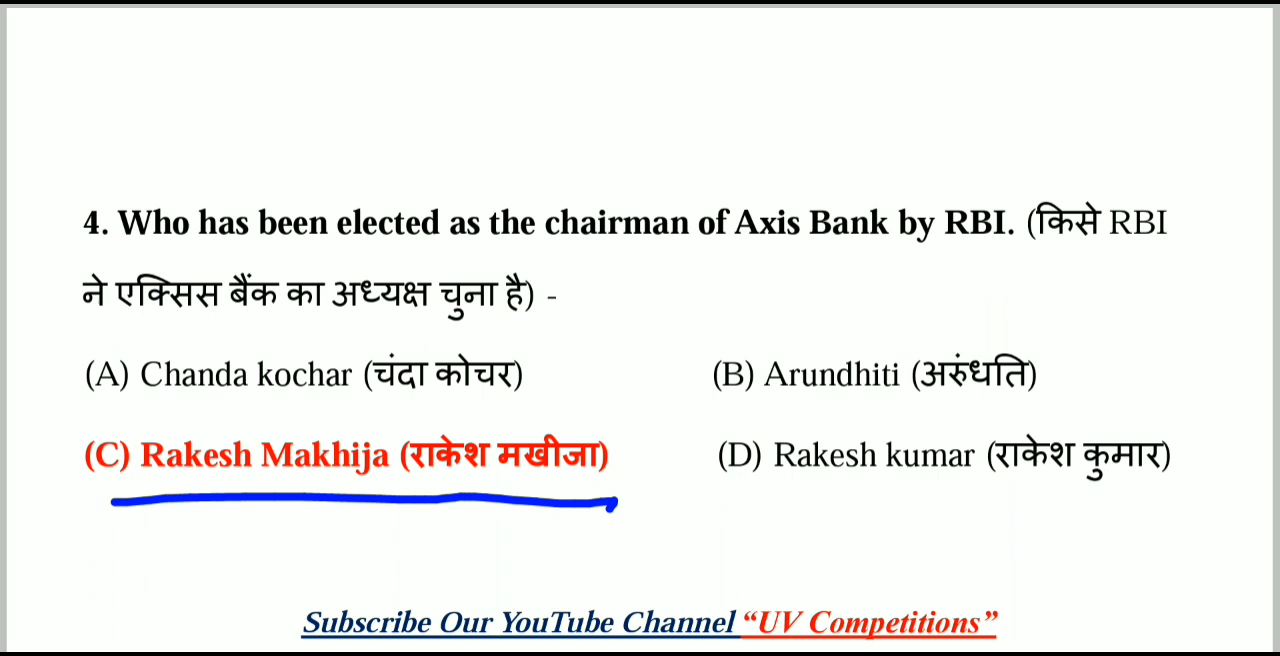 4. Who has been elected as the chairman of Axis Bank by RBI. (किसे RBI
ने एक्सिस बैंक का अध्यक्ष चुना है) -
(A) Chanda kochar (चंदा कोचर) (B) Arundhiti (अरुंधति)
(C) Rakesh Makhija (राकेश मखीजा) (D) Rakesh kumar (राकेश कुमार)
Subscribe Our YouTube Channel “UV Competitions”